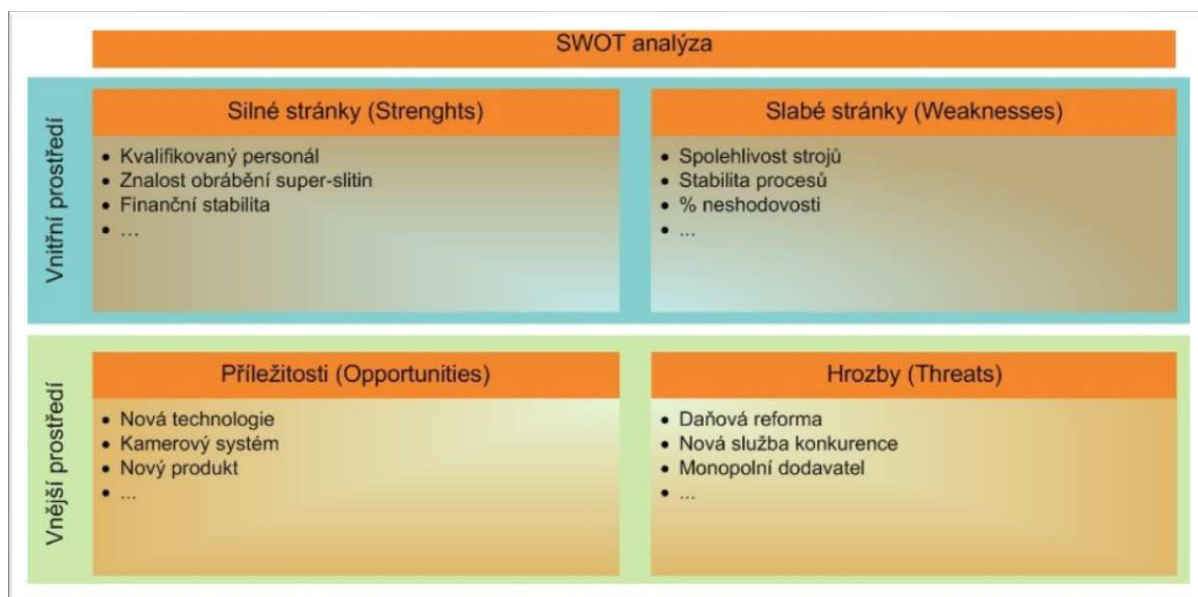 SWOT analýza
Vnitřní prostředí
Silné stránky (Strenghts)
• Kvalifikovaný personál
• Znalost obrábění super-slitin
• Finanční stabilita
• ...
Slabé stránky (Weaknesses)
• Spolehlivost strojů
• Stabilita procesů
• % neshodovosti
• ...
Vnější prostředí
Příležitosti (Opportunities)
• Nová technologie
• Kamerový systém
• Nový produkt
• ...
Hrozby (Threats)
• Daňová reforma
• Nová služba konkurence
• Monopolní dodavatel
• ...